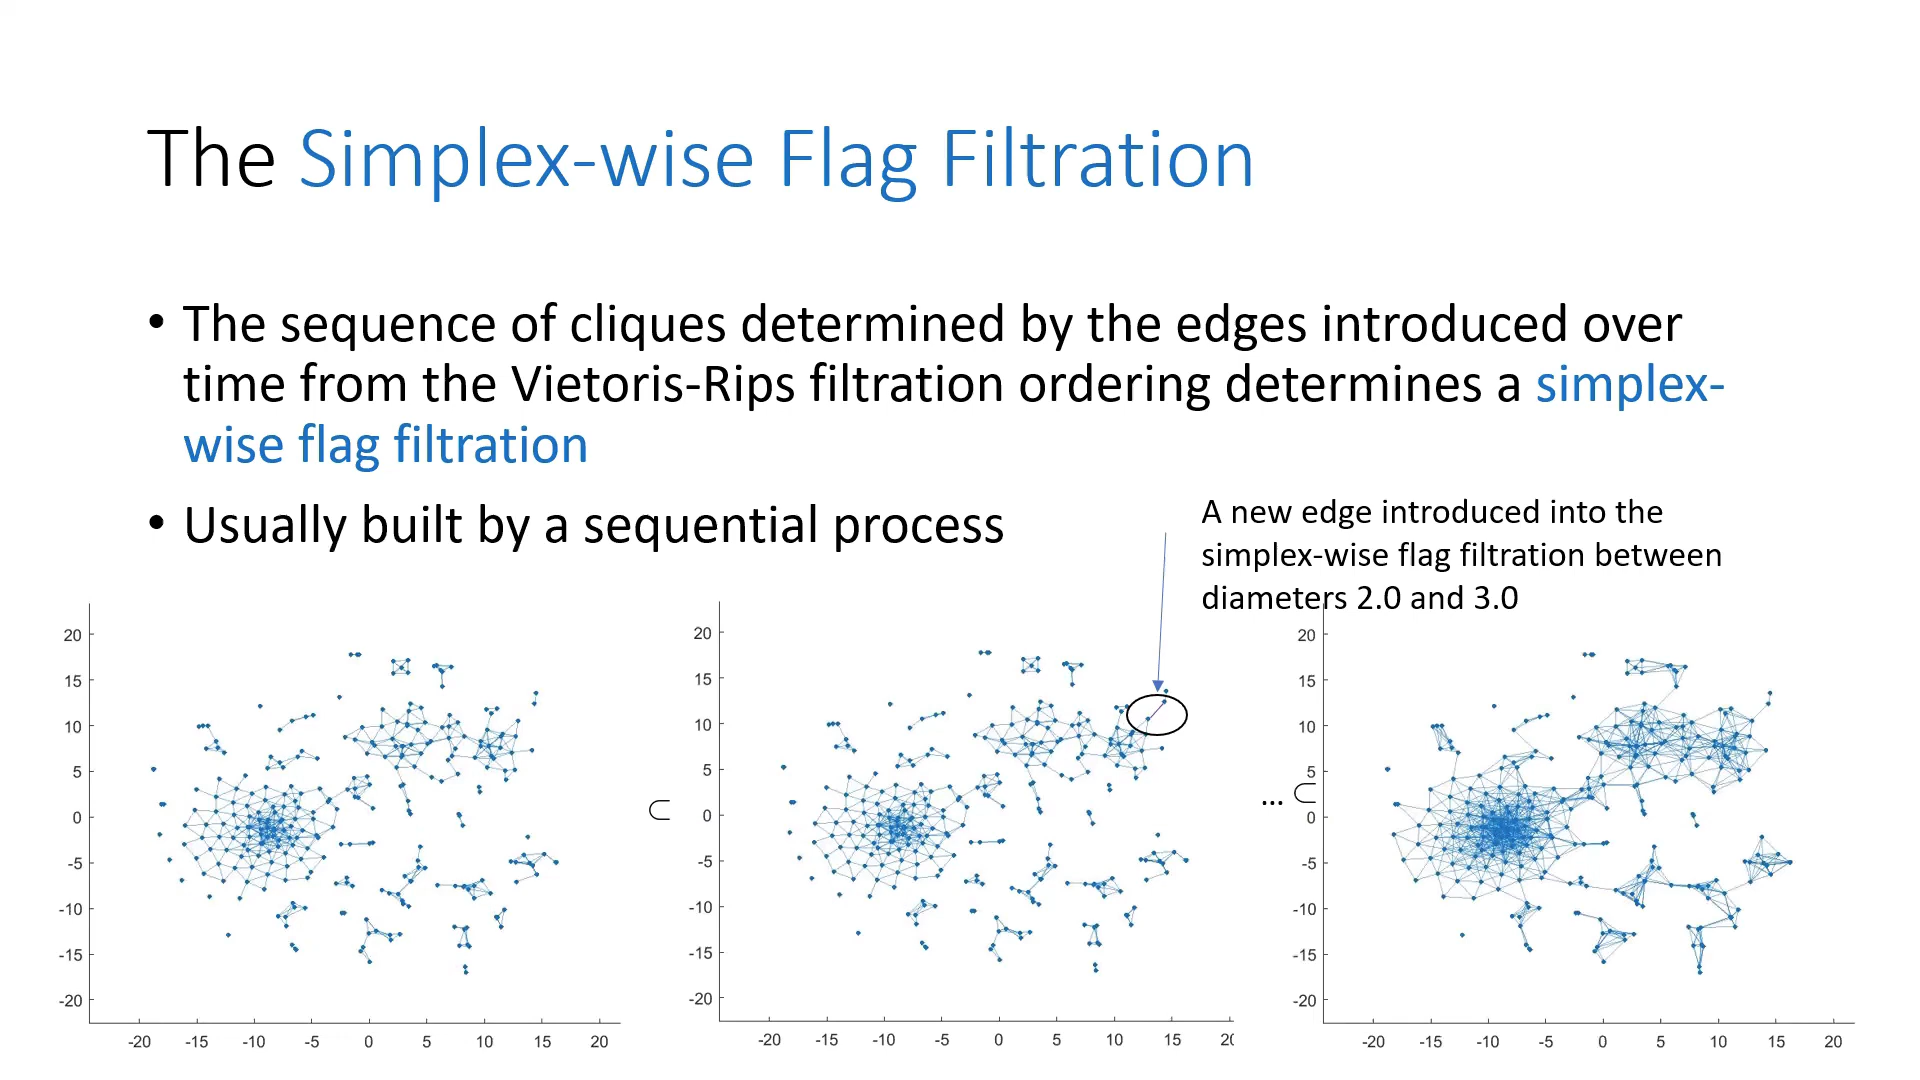 The Simplex-wise Flag Filtration
• The sequence of cliques determined by the edges introduced over
time from the Vietoris-Rips filtration ordering determines a simplex-
wise flag filtration
• Usually built by a sequential process
A new edge introduced into the
simplex-wise flag filtration between
diameters 2.0 and 3.0
20
15
10
5
0
-5
-10
-15
-20
-20 -15 -10 -5 0 5 10 15 20
⊂
20
15
10
5
0
-5
-10
-15
-20
-20 -15 -10 -5 0 5 10 15 20
... ⊂
20
15
10
5
0
-5
-10
-15
-20
-20 -15 -10 -5 0 5 10 15 20